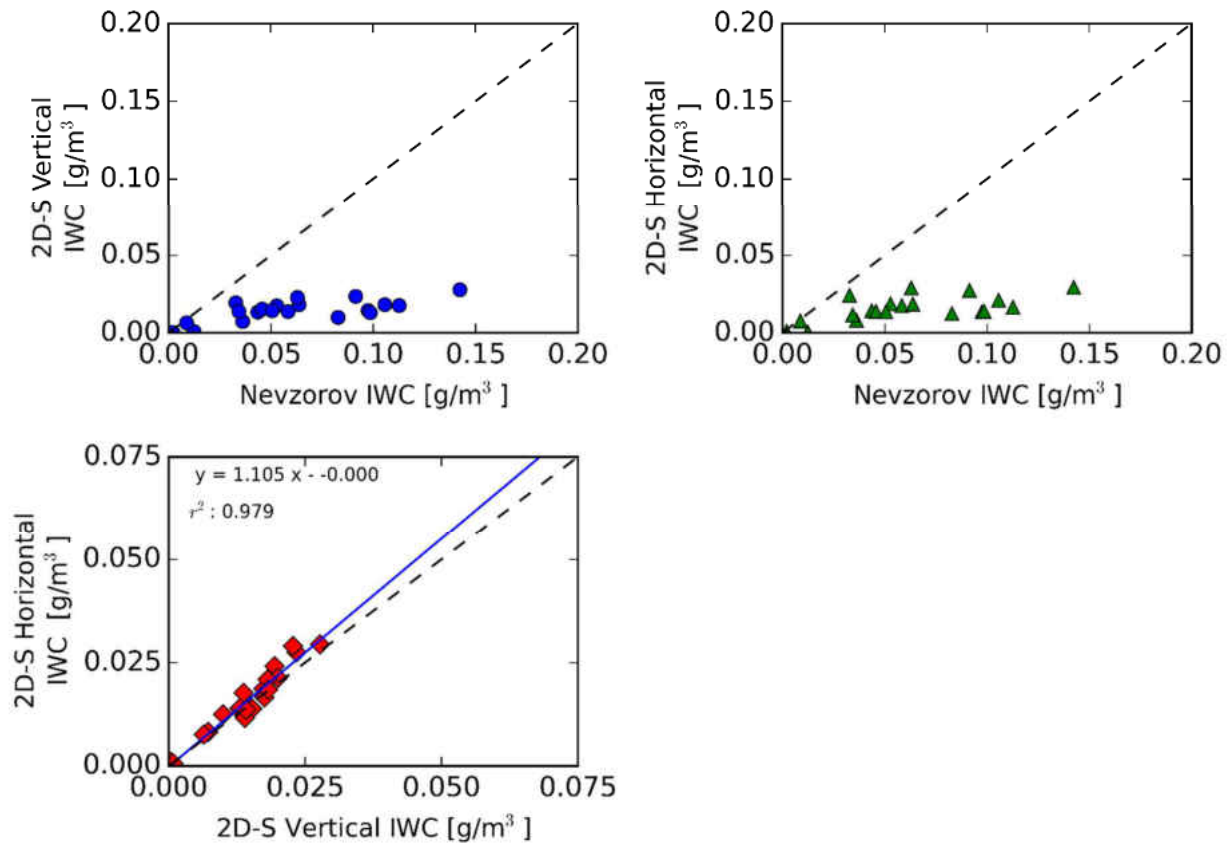 0.20
0.15
0.10
0.05
0.00
2D-S Vertical
IWC [g/m³ ]
0.00 0.05 0.10 0.15 0.20
Nevzorov IWC [g/m³ ]
0.20
0.15
0.10
0.05
0.00
2D-S Horizontal
IWC [g/m³ ]
0.00 0.05 0.10 0.15 0.20
Nevzorov IWC [g/m³ ]
0.075
0.050
0.025
0.000
2D-S Horizontal
IWC [g/m³ ]
y = 1.105 x - -0.000
r² : 0.979
0.000 0.025 0.050 0.075
2D-S Vertical IWC [g/m³ ]